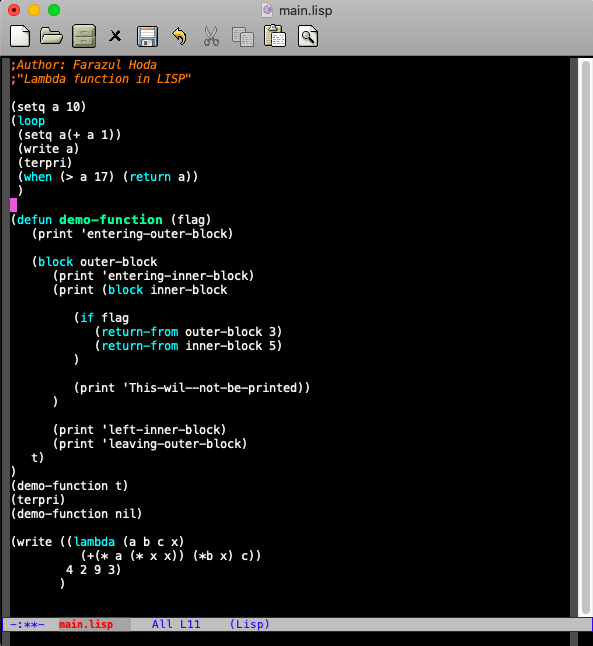 main.lisp
;Author: Farazul Hoda
;"Lambda function in LISP"
(setq a 10)
(loop
(setq a(+ a 1))
(write a)
(terpri)
(when (> a 17) (return a))
)
(defun demo-function (flag)
(print 'entering-outer-block)
(block outer-block
(print 'entering-inner-block)
(print (block inner-block
(if flag
(return-from outer-block 3)
(return-from inner-block 5)
)
(print 'This-wil--not-be-printed))
)
(print 'left-inner-block)
(print 'leaving-outer-block)
t)
)
(demo-function t)
(terpri)
(demo-function nil)
(write ((lambda (a b c x)
(+(* a (* x x)) (*b x) c))
4 2 9 3)
)
-:**- main.lisp All L11 (Lisp)